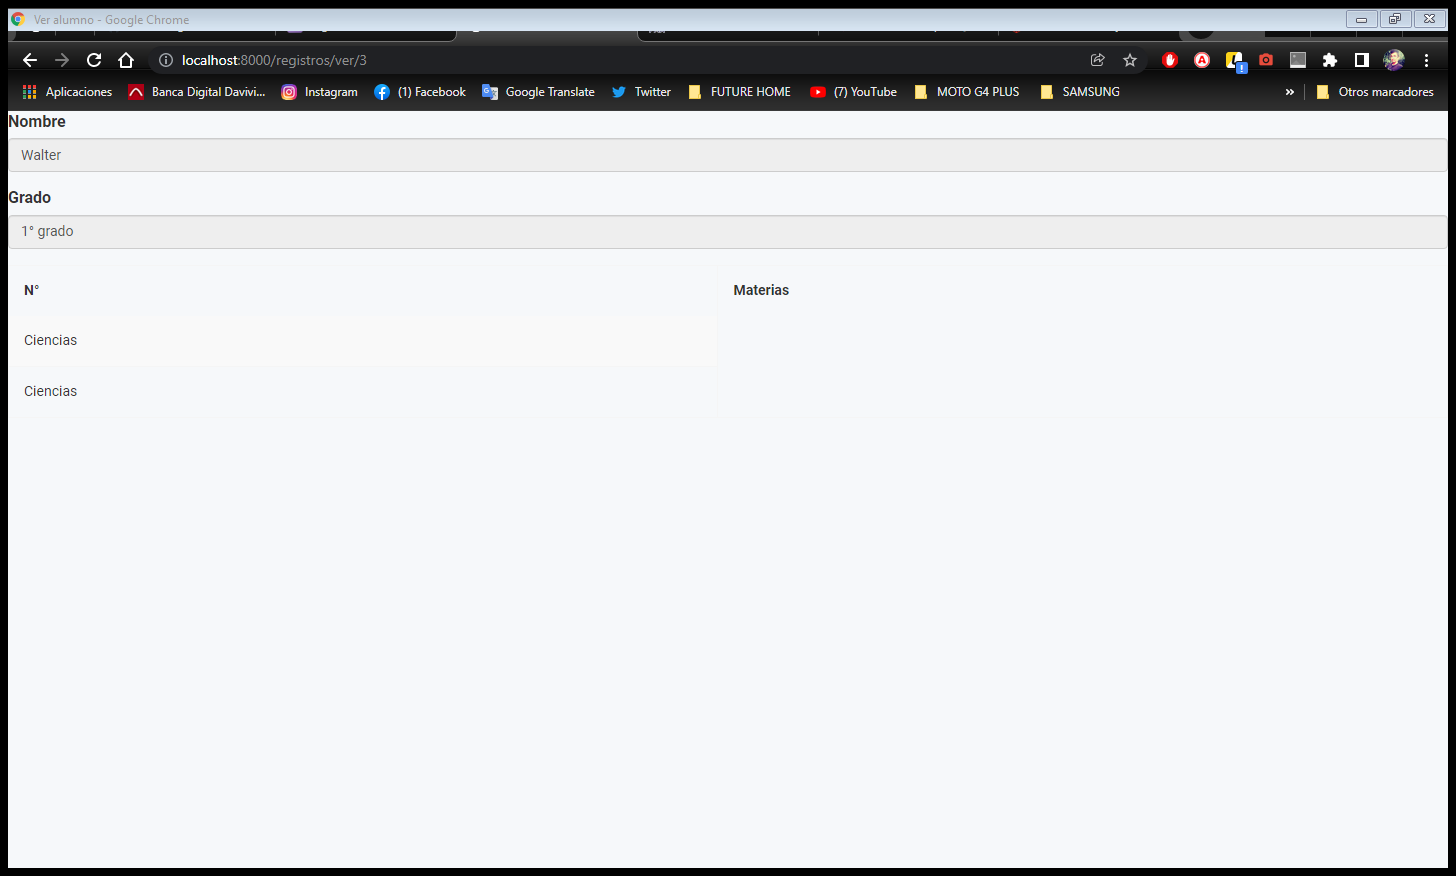 Ver alumno - Google Chrome
localhost:8000/registros/ver/3
Aplicaciones Banca Digital Davivi... Instagram (1) Facebook Google Translate Twitter FUTURE HOME (7) YouTube MOTO G4 PLUS SAMSUNG » Otros marcadores
Nombre
Walter
Grado
1° grado
N° Materias
Ciencias
Ciencias